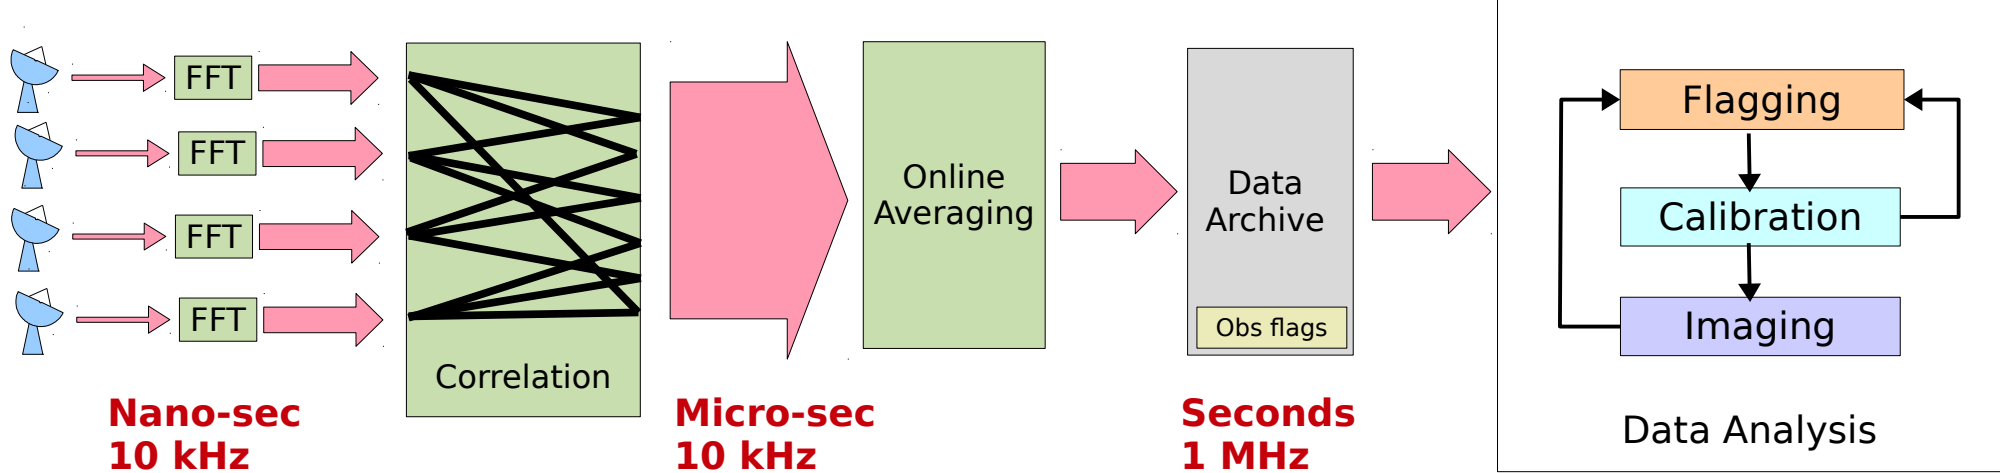 FFT
FFT
FFT
FFT
Correlation
Nano-sec
10 kHz
Micro-sec
10 kHz
Online
Averaging
Data
Archive
Obs flags
Seconds
1 MHz
Flagging
Calibration
Imaging
Data Analysis